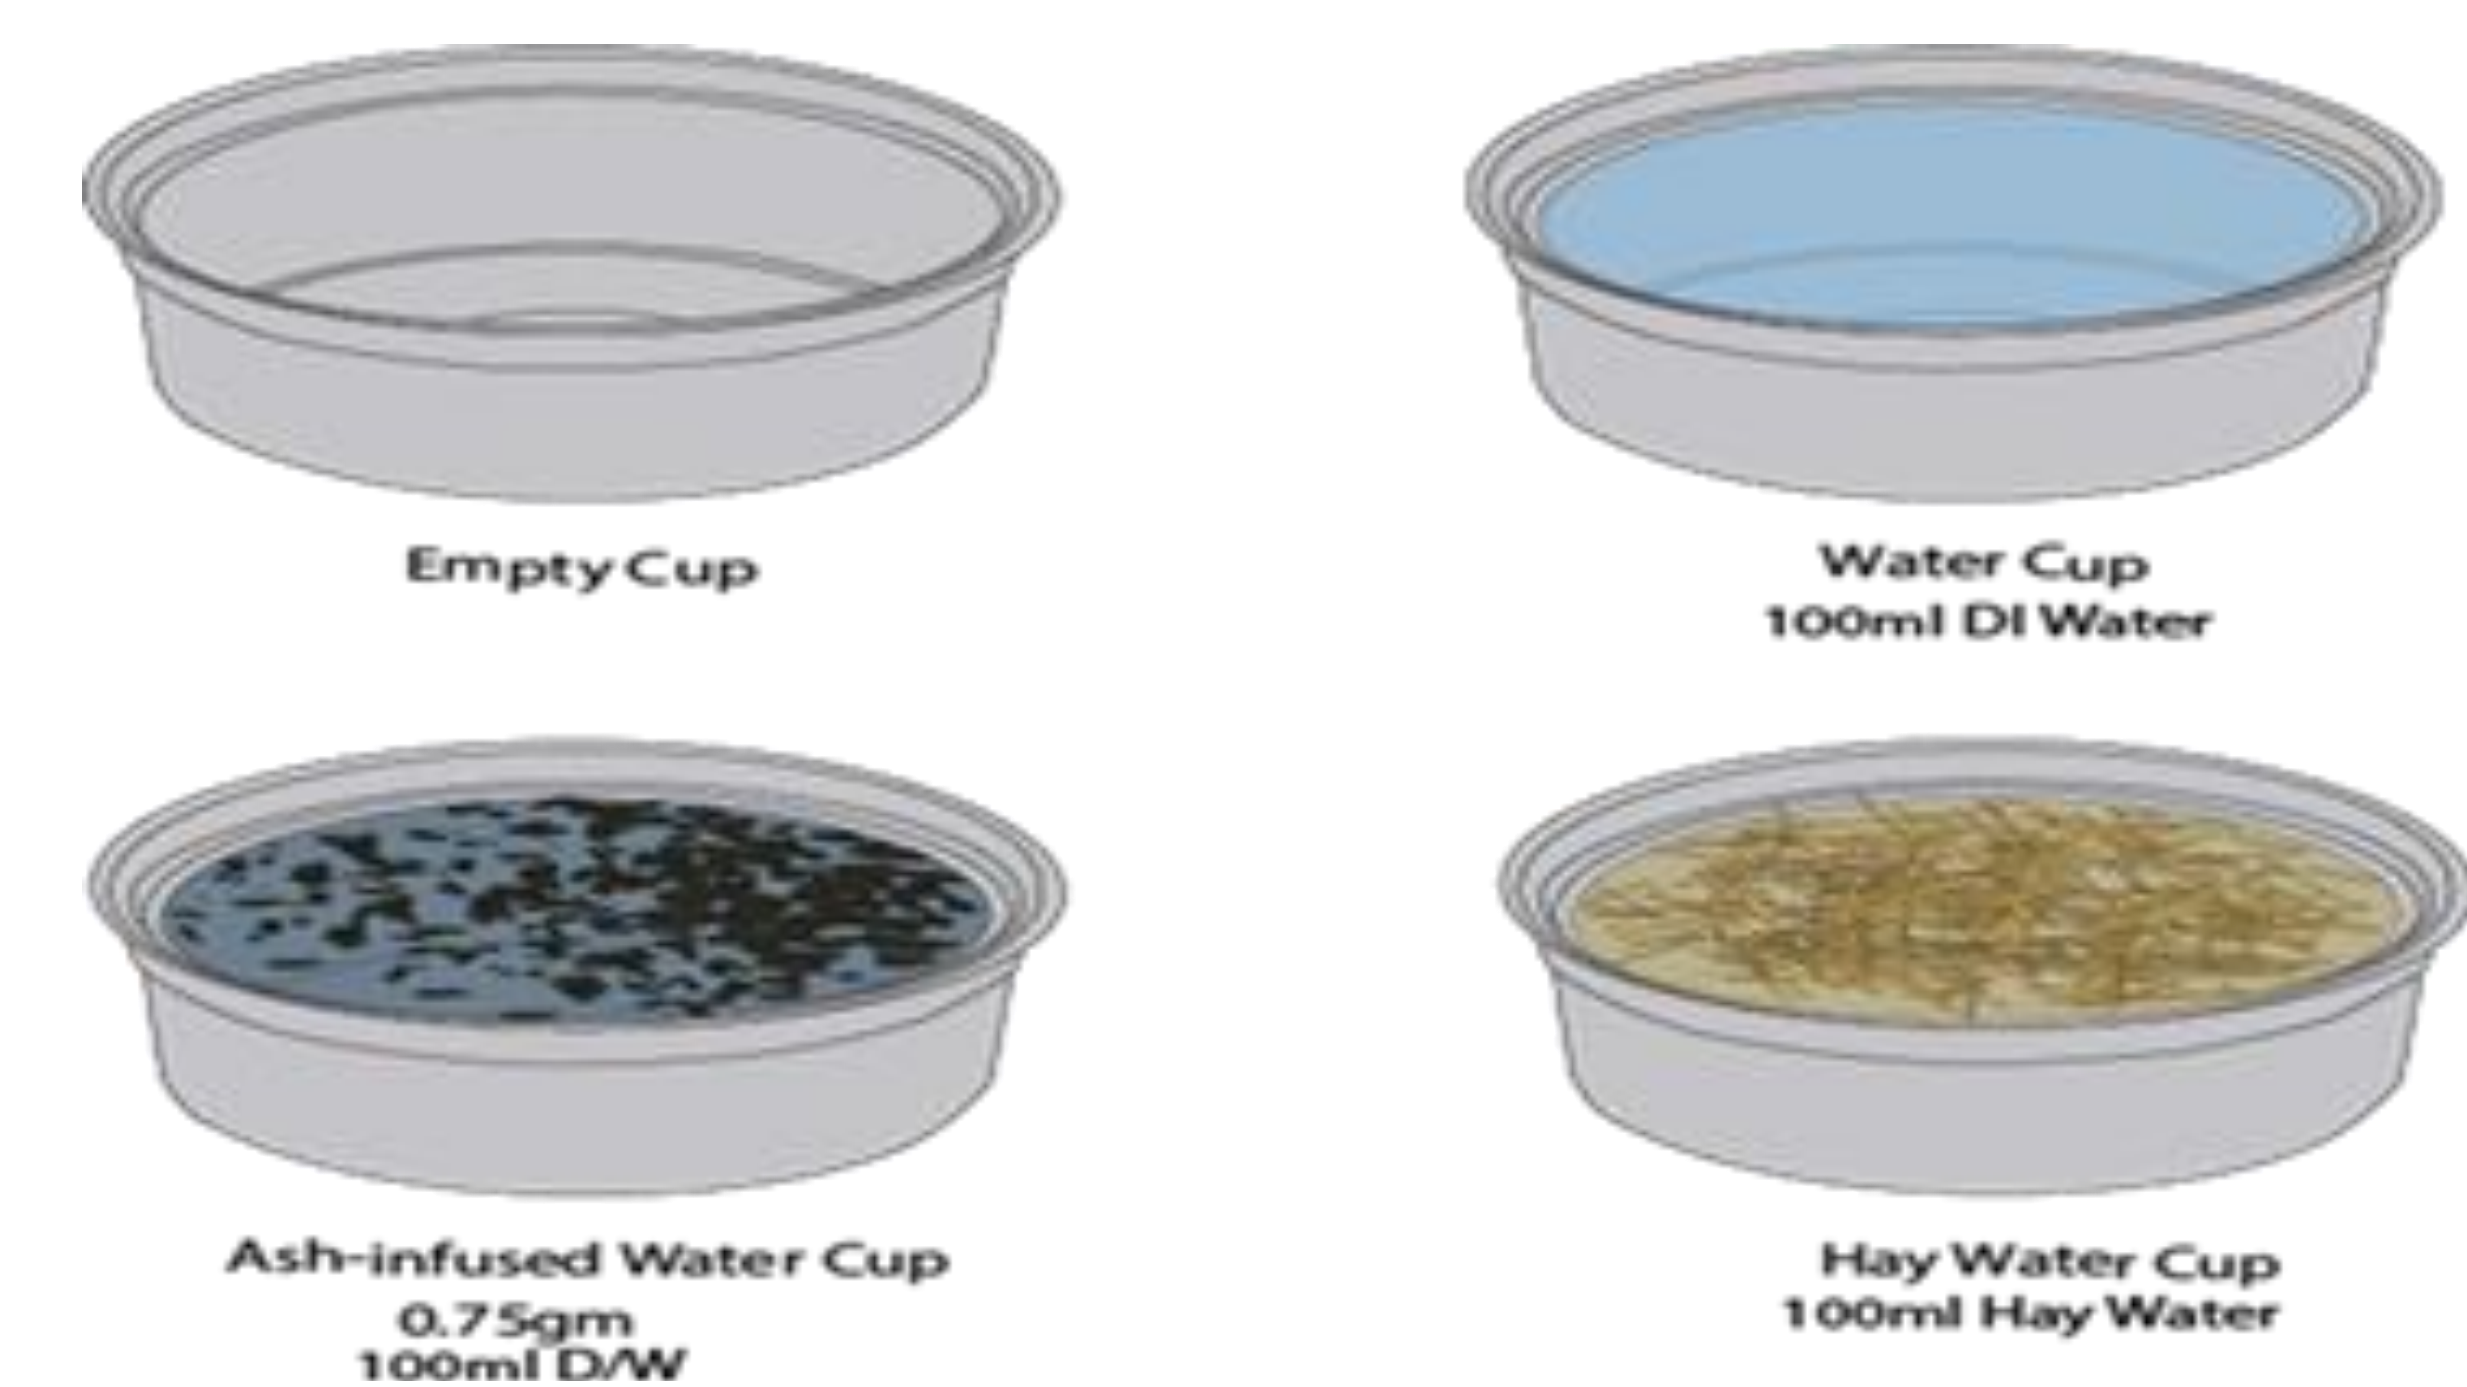 Empty Cup
Water Cup
100ml DI Water
Ash-infused Water Cup
0.75gm
100ml D/W
Hay Water Cup
100ml Hay Water